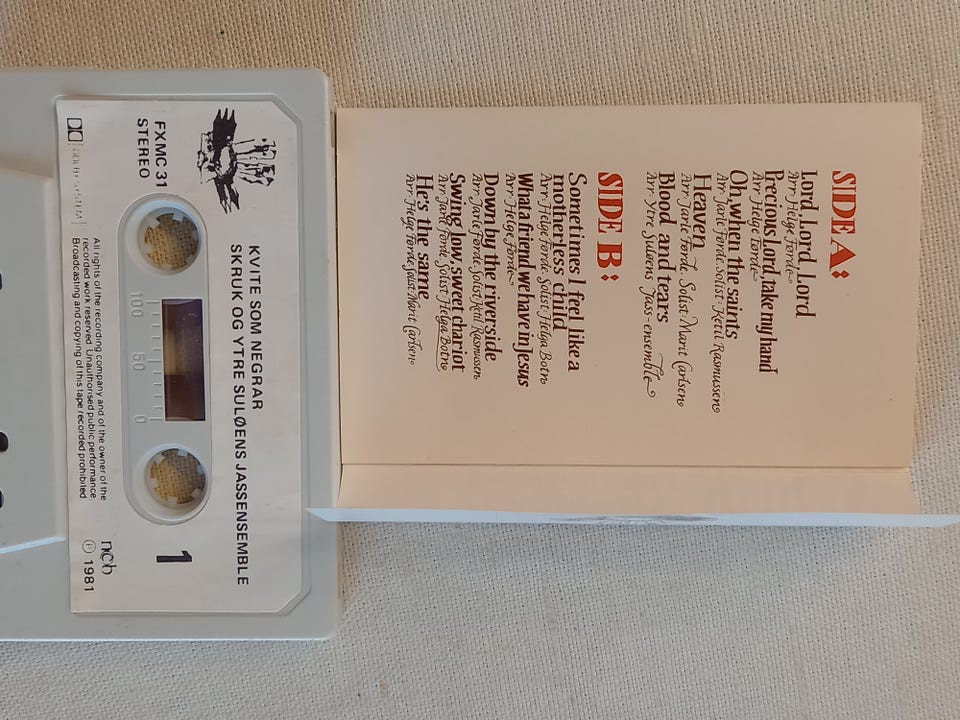 FXMC 31
STEREO
KVITE SOM NEGRAR
SKRUK OG YTRE SULØENS JASSENSEMBLE
100 50 0
1
DOLBY SYSTEM
All rights of the recording company and of the owner of the
recorded work reserved. Unauthorised public performance,
Broadcasting and copying of this tape recorded prohibited
ncb
Ⓟ 1981
SIDE A:
Lord, Lord, Lord
Arr: Helge Førde
Precious lord, take my hand
Arr: Helge Førde
Oh, when the saints
Arr: Jarle Førde. Solist: Ketil Rasmussen
Heaven
Arr: Jarle Førde. Solist: Marit Carlsen
Blood and tears
Arr: Ytre Suløens Jass-ensemble
SIDE B:
Sometimes I feel like a
motherless child
Arr: Helge Førde. Solist: Helga Botn
What a friend we have in Jesus
Arr: Helge Førde
Down by the riverside
Arr: Jarle Førde. Solist: Ketil Rasmussen
Swing low, sweet chariot
Arr: Jarle Førde. Solist: Helga Botn
He's the same
Arr: Helge Førde. Solist: Marit Carlsen